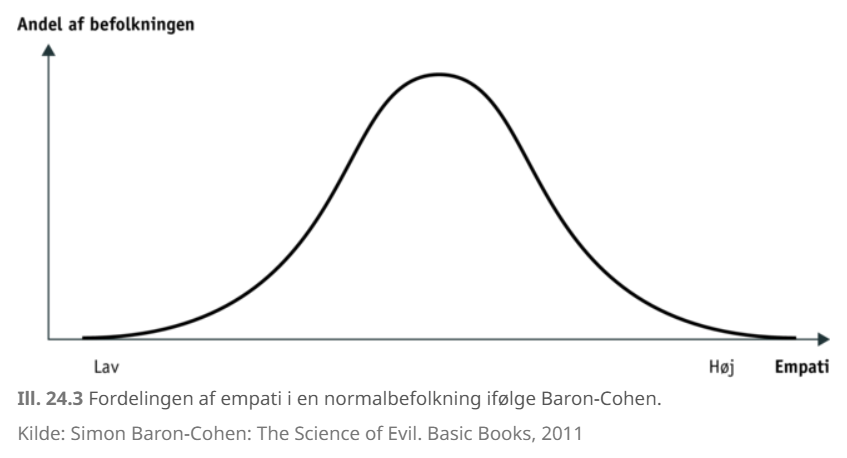 Andel af befolkningen
Lav
Høj
Empati
Ill. 24.3 Fordelingen af empati i en normalbefolkning ifølge Baron-Cohen.
Kilde: Simon Baron-Cohen: The Science of Evil. Basic Books, 2011